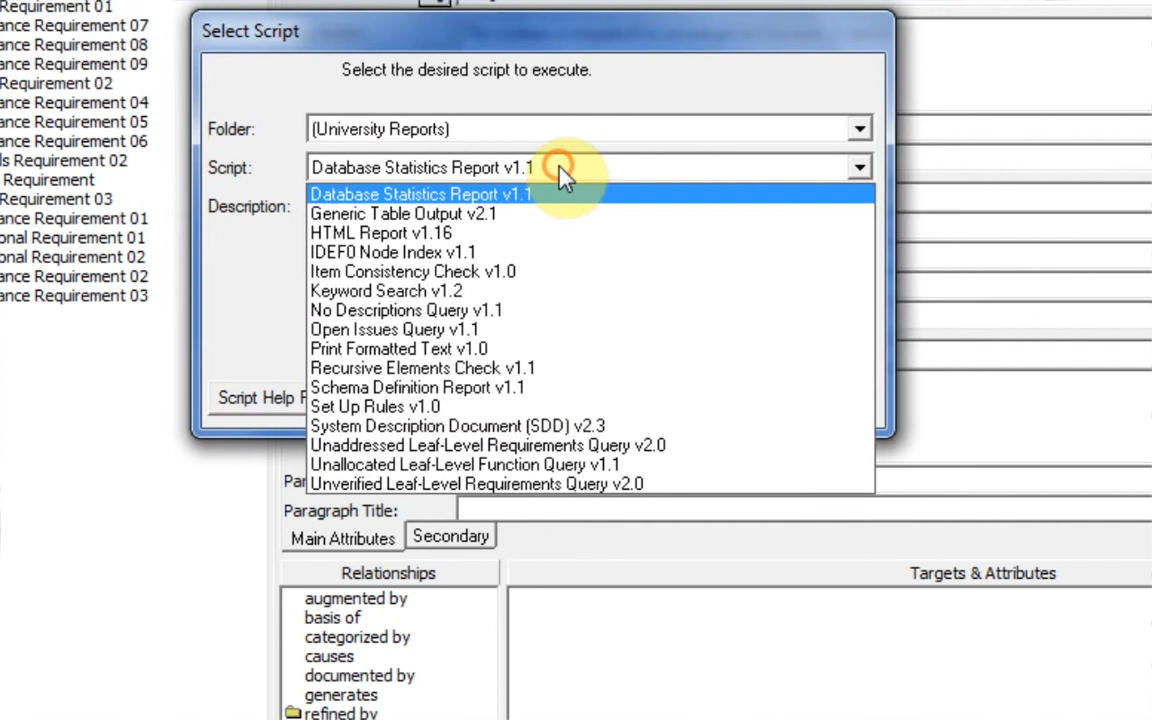 Requirement 01
ance Requirement 07
ance Requirement 08
ance Requirement 09
Requirement 02
ance Requirement 04
ance Requirement 05
ance Requirement 06
ls Requirement 02
Requirement
Requirement 03
ance Requirement 01
onal Requirement 01
onal Requirement 02
ance Requirement 02
ance Requirement 03
Select Script
Select the desired script to execute.
Folder: (University Reports)
Script: Database Statistics Report v1.1
Description:
Database Statistics Report v1.1
Generic Table Output v2.1
HTML Report v1.16
IDEF0 Node Index v1.1
Item Consistency Check v1.0
Keyword Search v1.2
No Descriptions Query v1.1
Open Issues Query v1.1
Print Formatted Text v1.0
Recursive Elements Check v1.1
Schema Definition Report v1.1
Set Up Rules v1.0
System Description Document (SDD) v2.3
Unaddressed Leaf-Level Requirements Query v2.0
Unallocated Leaf-Level Function Query v1.1
Unverified Leaf-Level Requirements Query v2.0
Script Help F
Par
Paragraph Title:
Main Attributes Secondary
Relationships Targets & Attributes
augmented by
basis of
categorized by
causes
documented by
generates
refined by